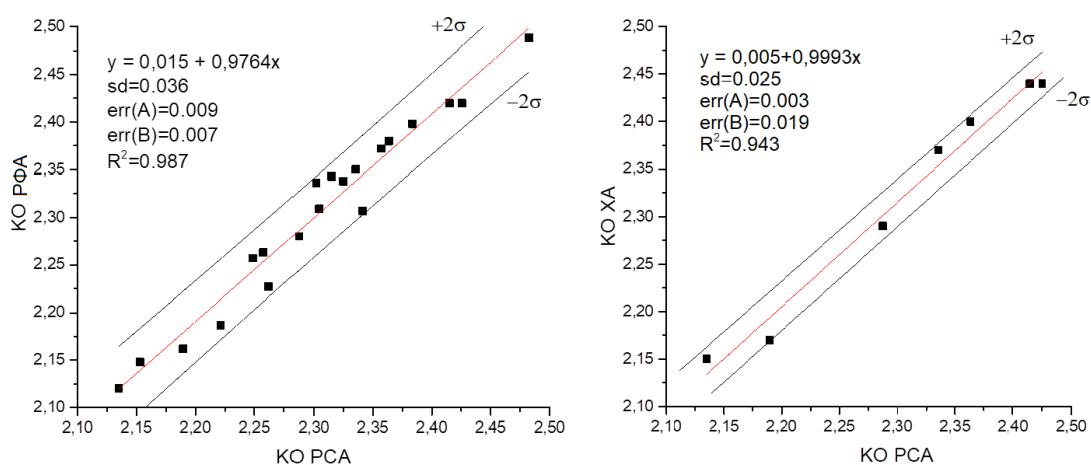 2,50
2,45
2,40
2,35
2,30
2,25
2,20
2,15
2,10
КО РФА
y = 0,015 + 0,9764x
sd=0.036
err(A)=0.009
err(B)=0.007
R²=0.987
+2σ
−2σ
2,10 2,15 2,20 2,25 2,30 2,35 2,40 2,45 2,50
КО РСА
2,50
2,45
2,40
2,35
2,30
2,25
2,20
2,15
2,10
КО ХА
y = 0,005+0,9993x
sd=0.025
err(A)=0.003
err(B)=0.019
R²=0.943
+2σ
−2σ
2,10 2,15 2,20 2,25 2,30 2,35 2,40 2,45 2,50
КО РСА